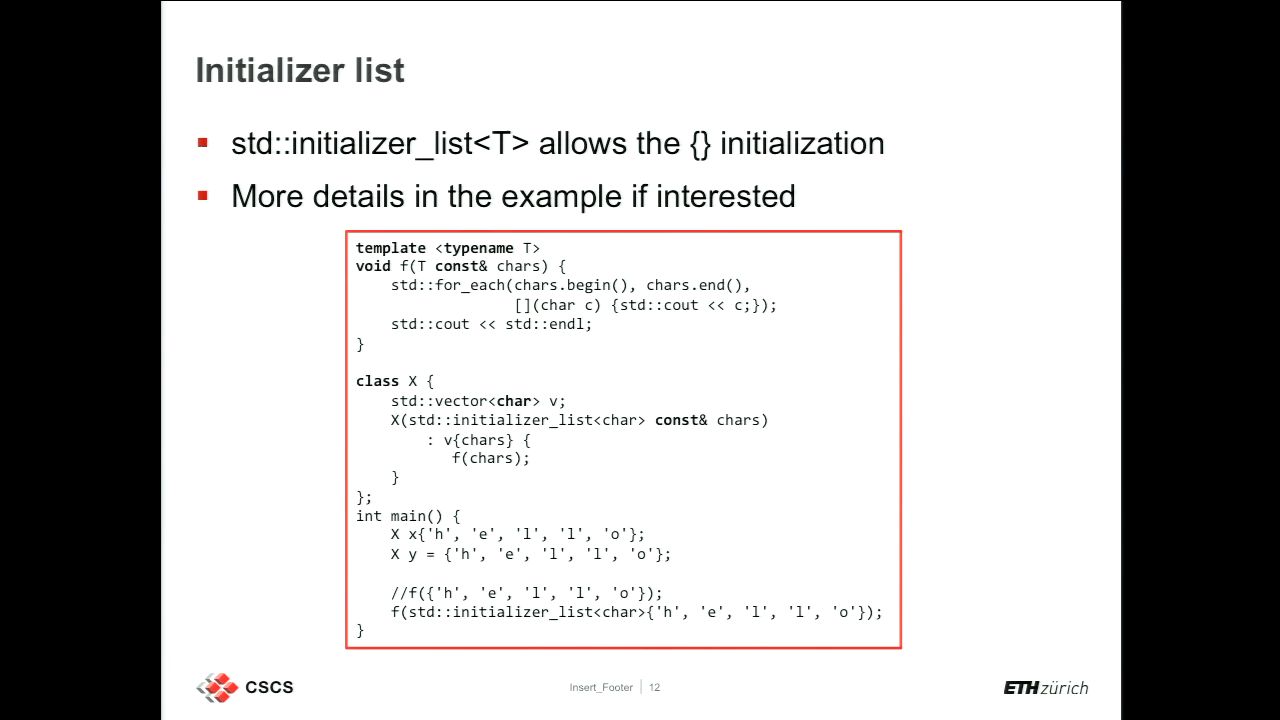 Initializer list
▪ std::initializer_list<T> allows the {} initialization
▪ More details in the example if interested
template <typename T>
void f(T const& chars) {
    std::for_each(chars.begin(), chars.end(),
                  [](char c) {std::cout << c;});
    std::cout << std::endl;
}

class X {
    std::vector<char> v;
    X(std::initializer_list<char> const& chars)
        : v{chars} {
           f(chars);
    }
};
int main() {
    X x{'h', 'e', 'l', 'l', 'o'};
    X y = {'h', 'e', 'l', 'l', 'o'};

    //f({'h', 'e', 'l', 'l', 'o'});
    f(std::initializer_list<char>{'h', 'e', 'l', 'l', 'o'});
}
CSCS
Insert_Footer | 12
ETH zürich